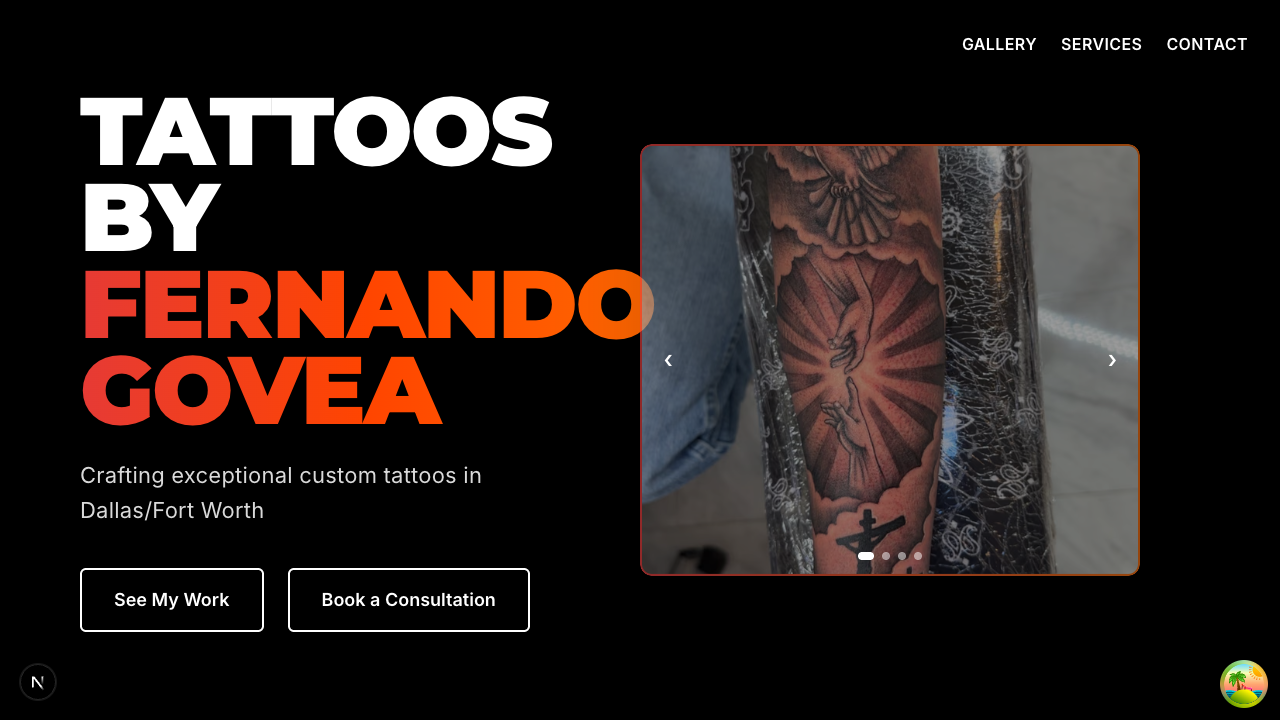 GALLERY SERVICES CONTACT
TATTOOS
BY
FERNANDO
GOVEA
Crafting exceptional custom tattoos in
Dallas/Fort Worth
See My Work
Book a Consultation
N